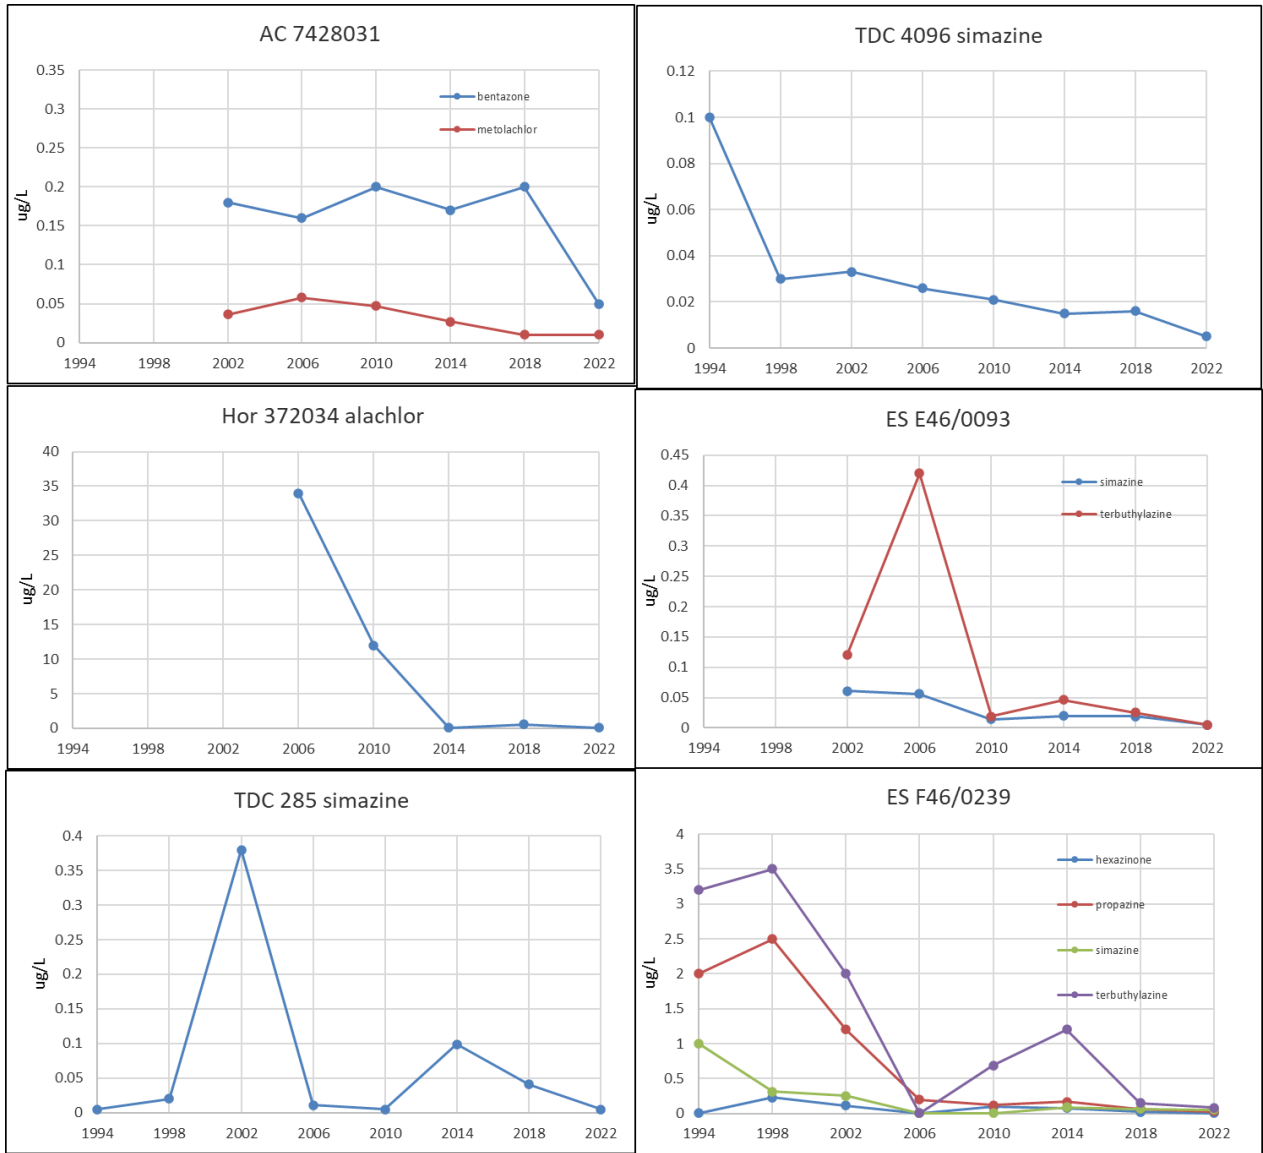 AC 7428031
0.35
0.3
0.25
0.2
0.15
0.1
0.05
0
ug/L
bentazone
metolachlor
1994 1998 2002 2006 2010 2014 2018 2022
TDC 4096 simazine
0.12
0.1
0.08
0.06
0.04
0.02
0
ug/L
1994 1998 2002 2006 2010 2014 2018 2022
Hor 372034 alachlor
40
35
30
25
20
15
10
5
0
ug/L
1994 1998 2002 2006 2010 2014 2018 2022
ES E46/0093
0.45
0.4
0.35
0.3
0.25
0.2
0.15
0.1
0.05
0
ug/L
simazine
terbuthylazine
1994 1998 2002 2006 2010 2014 2018 2022
TDC 285 simazine
0.4
0.35
0.3
0.25
0.2
0.15
0.1
0.05
0
ug/L
1994 1998 2002 2006 2010 2014 2018 2022
ES F46/0239
4
3.5
3
2.5
2
1.5
1
0.5
0
ug/L
hexazinone
propazine
simazine
terbuthylazine
1994 1998 2002 2006 2010 2014 2018 2022